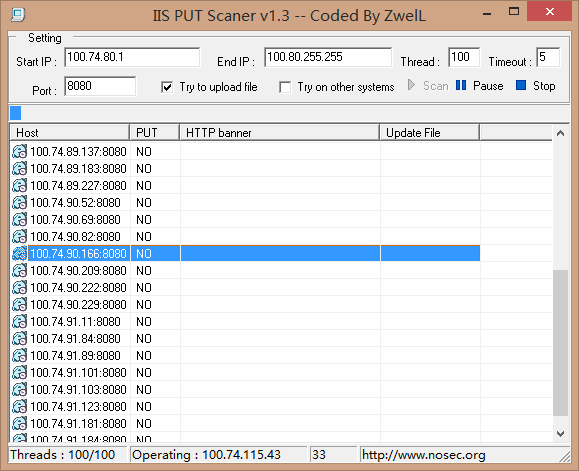 IIS PUT Scaner v1.3 -- Coded By ZwelL
Setting
Start IP : 100.74.80.1 End IP : 100.80.255.255 Thread : 100 Timeout : 5
Port : 8080 Try to upload file Try on other systems Scan Pause Stop
Host PUT HTTP banner Update File
100.74.89.137:8080 NO
100.74.89.183:8080 NO
100.74.89.227:8080 NO
100.74.90.52:8080 NO
100.74.90.69:8080 NO
100.74.90.82:8080 NO
100.74.90.166:8080 NO
100.74.90.209:8080 NO
100.74.90.222:8080 NO
100.74.90.229:8080 NO
100.74.91.11:8080 NO
100.74.91.84:8080 NO
100.74.91.89:8080 NO
100.74.91.101:8080 NO
100.74.91.103:8080 NO
100.74.91.123:8080 NO
100.74.91.181:8080 NO
100.74.91.184:8080 NO
Threads : 100/100 Operating : 100.74.115.43 33 http://www.nosec.org